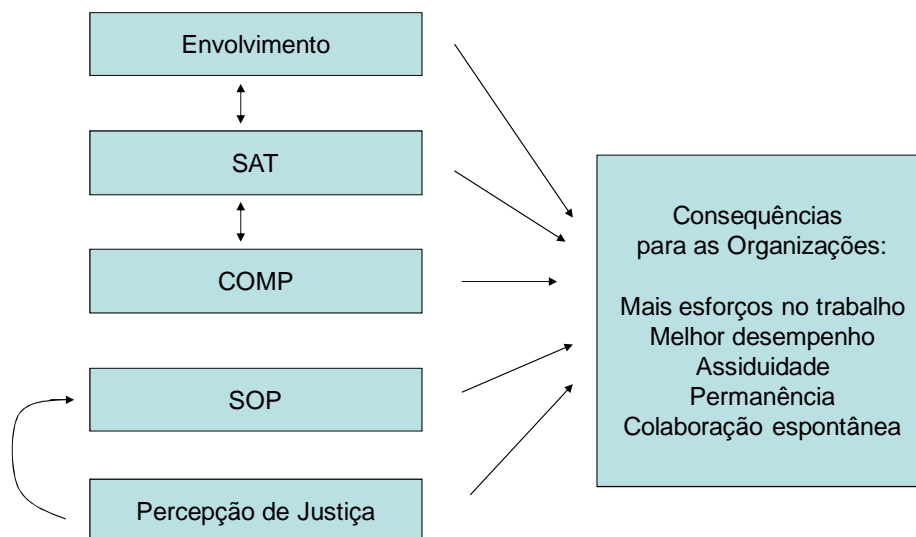 Envolvimento
SAT
COMP
SOP
Percepção de Justiça
Consequências
para as Organizações:
Mais esforços no trabalho
Melhor desempenho
Assiduidade
Permanência
Colaboração espontânea